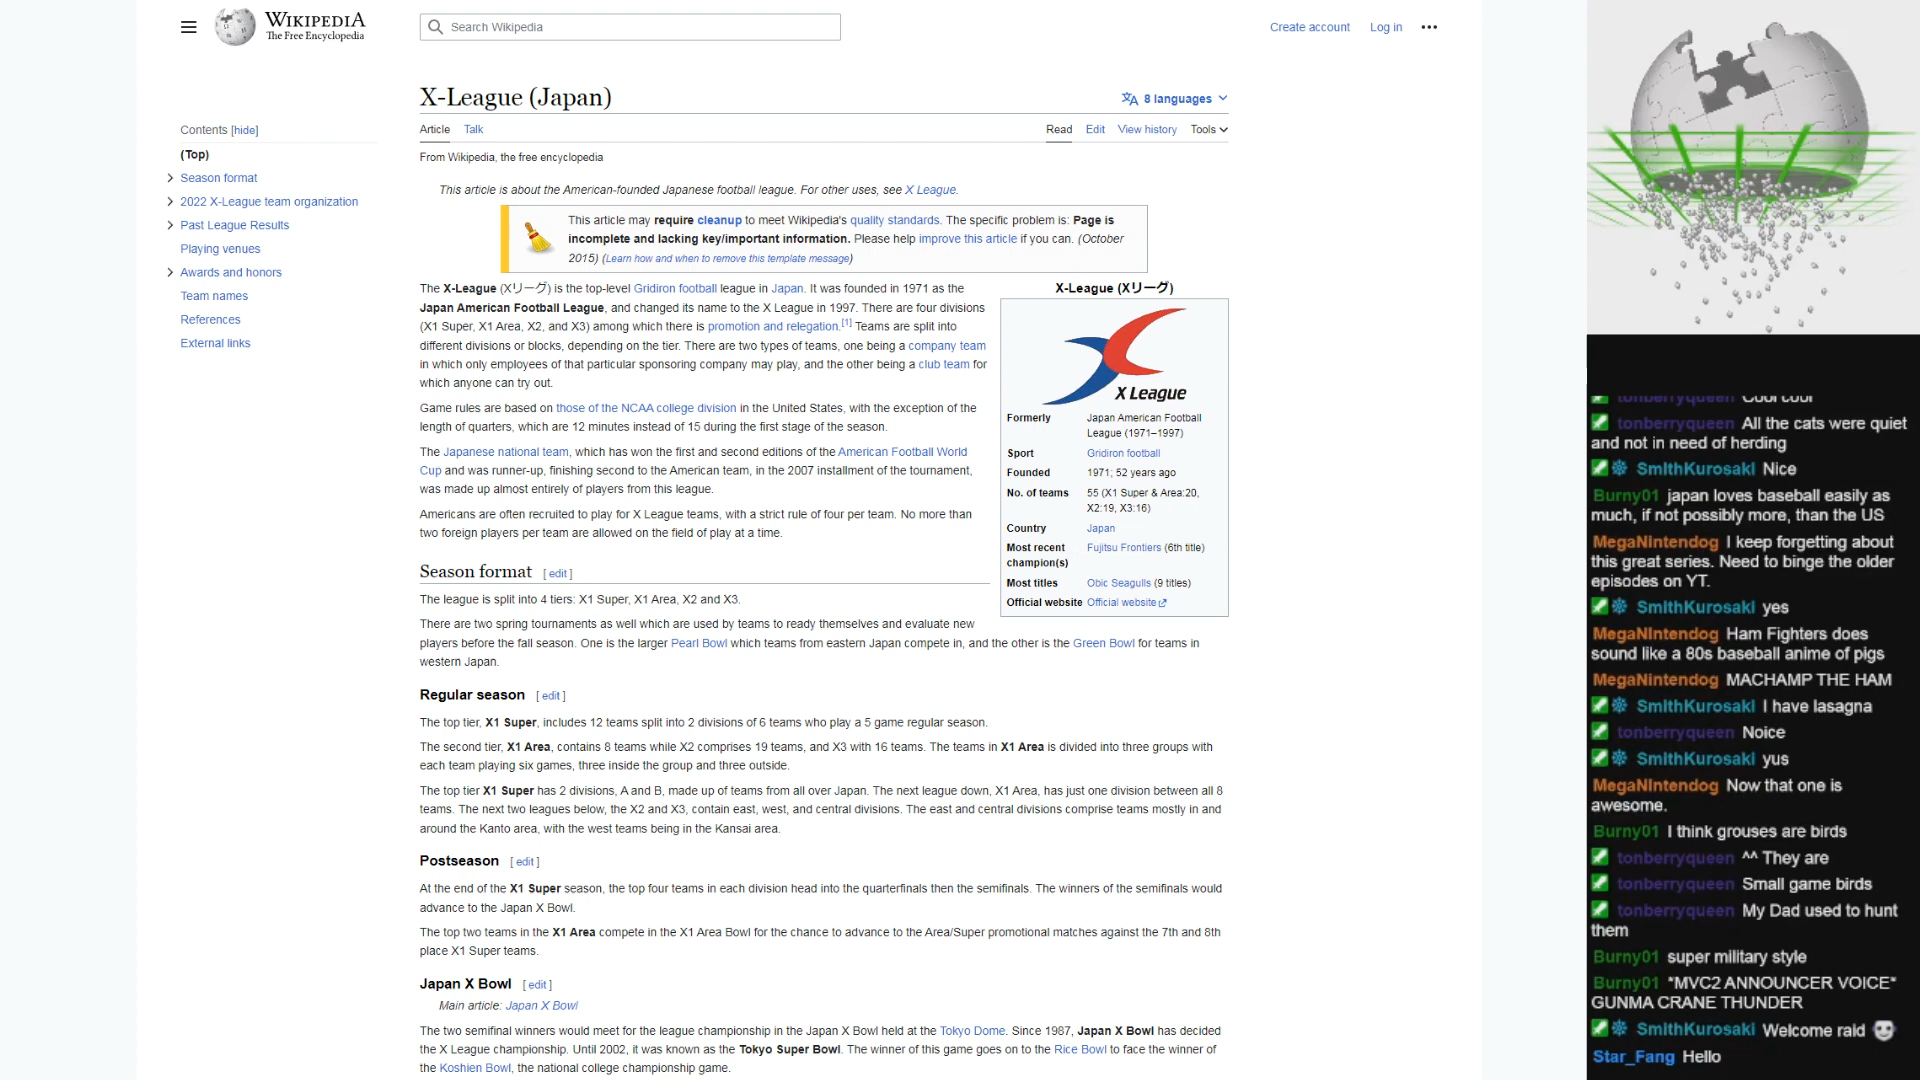 WIKIPEDIA
The Free Encyclopedia
Search Wikipedia
Create account
Log in
X-League (Japan)
8 languages
Article
Talk
Read
Edit
View history
Tools
From Wikipedia, the free encyclopedia
Contents [hide]
(Top)
Season format
2022 X-League team organization
Past League Results
Playing venues
Awards and honors
Team names
References
External links
This article is about the American-founded Japanese football league. For other uses, see X League.
This article may require cleanup to meet Wikipedia's quality standards. The specific problem is: Page is
incomplete and lacking key/important information. Please help improve this article if you can. (October
2015) (Learn how and when to remove this template message)
The X-League (Xリーグ) is the top-level Gridiron football league in Japan. It was founded in 1971 as the
Japan American Football League, and changed its name to the X League in 1997. There are four divisions
(X1 Super, X1 Area, X2, and X3) among which there is promotion and relegation.[1] Teams are split into
different divisions or blocks, depending on the tier. There are two types of teams, one being a company team
in which only employees of that particular sponsoring company may play, and the other being a club team for
which anyone can try out.
Game rules are based on those of the NCAA college division in the United States, with the exception of the
length of quarters, which are 12 minutes instead of 15 during the first stage of the season.
The Japanese national team, which has won the first and second editions of the American Football World
Cup and was runner-up, finishing second to the American team, in the 2007 installment of the tournament,
was made up almost entirely of players from this league.
Americans are often recruited to play for X League teams, with a strict rule of four per team. No more than
two foreign players per team are allowed on the field of play at a time.
X-League (Xリーグ)
X League
Formerly Japan American Football
League (1971–1997)
Sport Gridiron football
Founded 1971; 52 years ago
No. of teams 55 (X1 Super & Area:20,
X2:19, X3:16)
Country Japan
Most recent Fujitsu Frontiers (6th title)
champion(s)
Most titles Obic Seagulls (9 titles)
Official website Official website
Season format [ edit ]
The league is split into 4 tiers: X1 Super, X1 Area, X2 and X3.
There are two spring tournaments as well which are used by teams to ready themselves and evaluate new
players before the fall season. One is the larger Pearl Bowl which teams from eastern Japan compete in, and the other is the Green Bowl for teams in
western Japan.
Regular season [ edit ]
The top tier, X1 Super, includes 12 teams split into 2 divisions of 6 teams who play a 5 game regular season.
The second tier, X1 Area, contains 8 teams while X2 comprises 19 teams, and X3 with 16 teams. The teams in X1 Area is divided into three groups with
each team playing six games, three inside the group and three outside.
The top tier X1 Super has 2 divisions, A and B, made up of teams from all over Japan. The next league down, X1 Area, has just one division between all 8
teams. The next two leagues below, the X2 and X3, contain east, west, and central divisions. The east and central divisions comprise teams mostly in and
around the Kanto area, with the west teams being in the Kansai area.
Postseason [ edit ]
At the end of the X1 Super season, the top four teams in each division head into the quarterfinals then the semifinals. The winners of the semifinals would
advance to the Japan X Bowl.
The top two teams in the X1 Area compete in the X1 Area Bowl for the chance to advance to the Area/Super promotional matches against the 7th and 8th
place X1 Super teams.
Japan X Bowl [ edit ]
Main article: Japan X Bowl
The two semifinal winners would meet for the league championship in the Japan X Bowl held at the Tokyo Dome. Since 1987, Japan X Bowl has decided
the X League championship. Until 2002, it was known as the Tokyo Super Bowl. The winner of this game goes on to the Rice Bowl to face the winner of
the Koshien Bowl, the national college championship game.
tonberryqueen Cool cool
tonberryqueen All the cats were quiet
and not in need of herding
SmithKurosaki Nice
Burny01 japan loves baseball easily as
much, if not possibly more, than the US
MegaNintendog I keep forgetting about
this great series. Need to binge the older
episodes on YT.
SmithKurosaki yes
MegaNintendog Ham Fighters does
sound like a 80s baseball anime of pigs
MegaNintendog MACHAMP THE HAM
SmithKurosaki I have lasagna
tonberryqueen Noice
SmithKurosaki yus
MegaNintendog Now that one is
awesome.
Burny01 I think grouses are birds
tonberryqueen ^^ They are
tonberryqueen Small game birds
tonberryqueen My Dad used to hunt
them
Burny01 super military style
Burny01 *MVC2 ANNOUNCER VOICE*
GUNMA CRANE THUNDER
SmithKurosaki Welcome raid
Star_Fang Hello